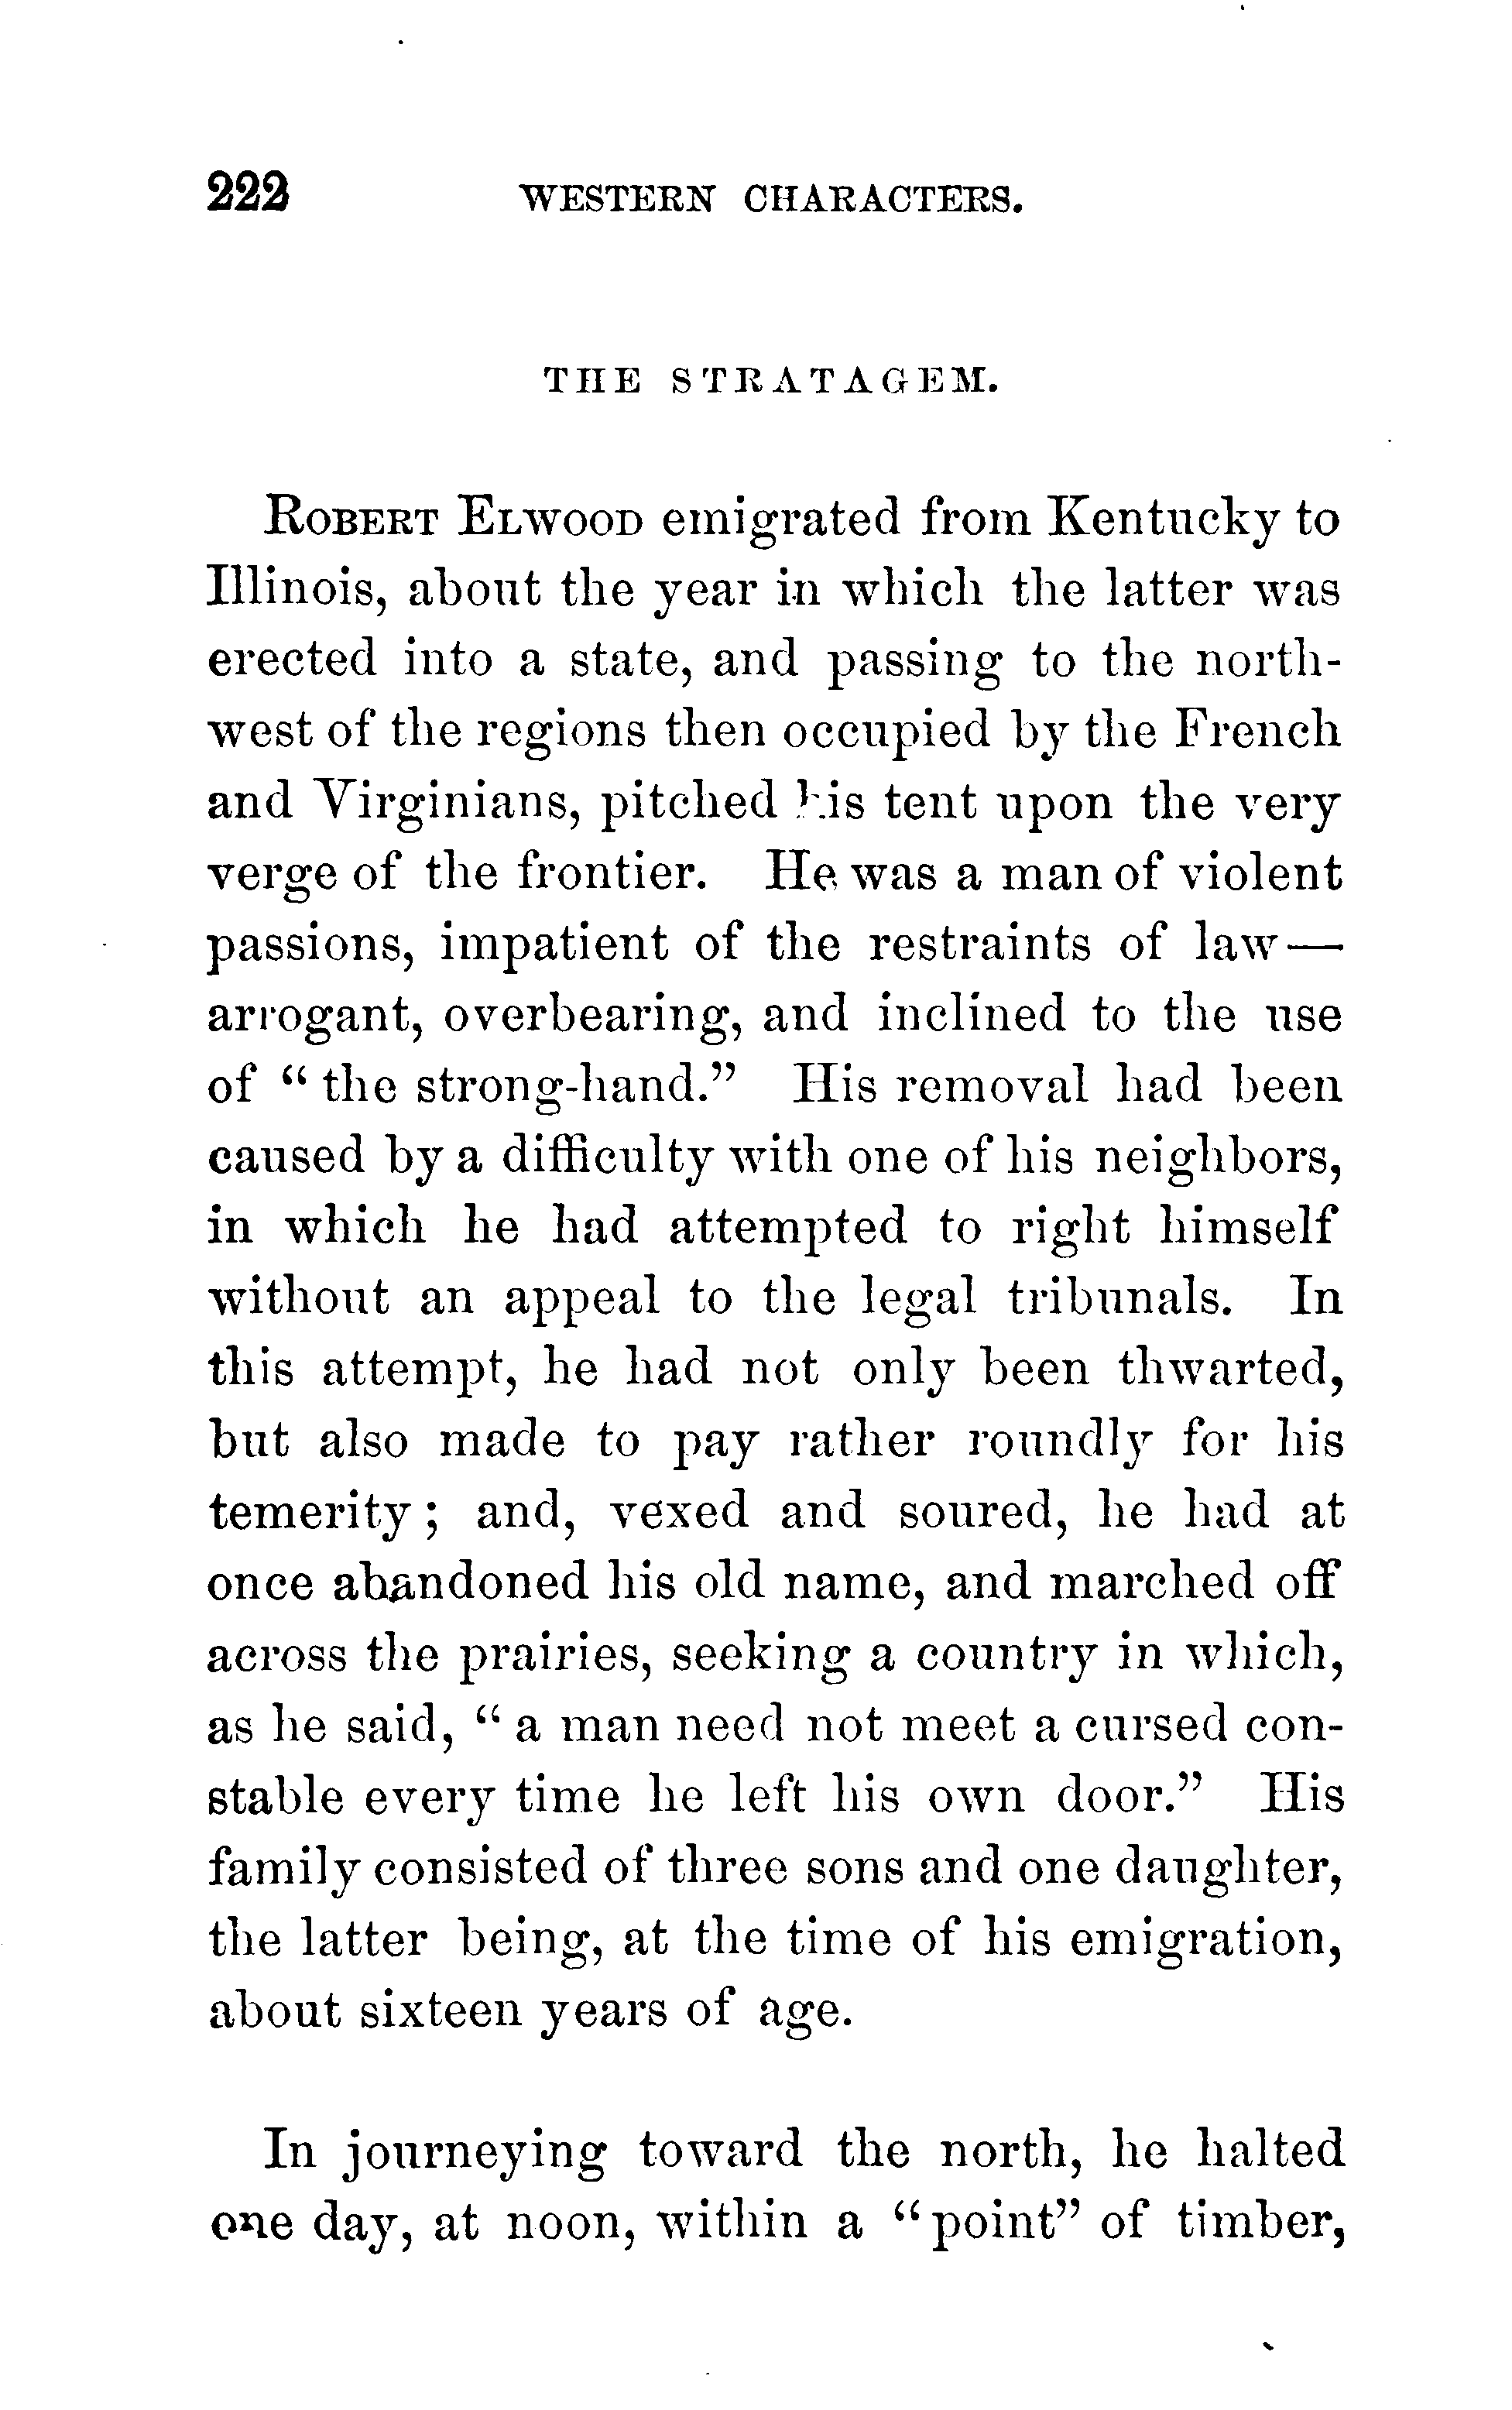 222 WESTERN CHARACTERS.
THE STRATAGEM.
ROBERT ELWOOD emigrated from Kentucky to
Illinois, about the year in which the latter was
erected into a state, and passing to the north-
west of the regions then occupied by the French
and Virginians, pitched his tent upon the very
verge of the frontier. He was a man of violent
passions, impatient of the restraints of law—
arrogant, overbearing, and inclined to the use
of “ the strong-hand.” His removal had been
caused by a difficulty with one of his neighbors,
in which he had attempted to right himself
without an appeal to the legal tribunals. In
this attempt, he had not only been thwarted,
but also made to pay rather roundly for his
temerity ; and, vexed and soured, he had at
once abandoned his old name, and marched off
across the prairies, seeking a country in which,
as he said, “ a man need not meet a cursed con-
stable every time he left his own door.” His
family consisted of three sons and one daughter,
the latter being, at the time of his emigration,
about sixteen years of age.
In journeying toward the north, he halted
one day, at noon, within a “point” of timber,